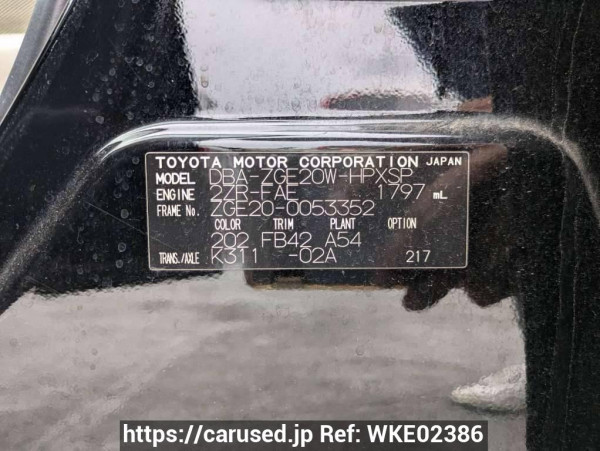 TOYOTA MOTOR CORPORATION JAPAN
MODEL DBA-ZGE20W-HPXSP
ENGINE 2ZR-FAE 1797 mL
FRAME No. ZGE20-0053352
COLOR TRIM PLANT OPTION
202 FB42 A54
TRANS./AXLE K311 -02A 217
https://carused.jp Ref: WKE02386